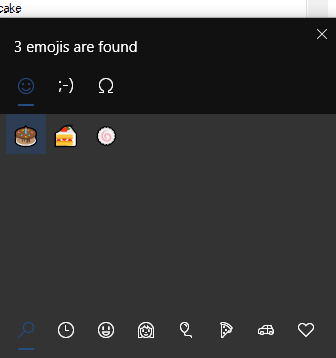 cake
3 emojis are found
;-)
Ω